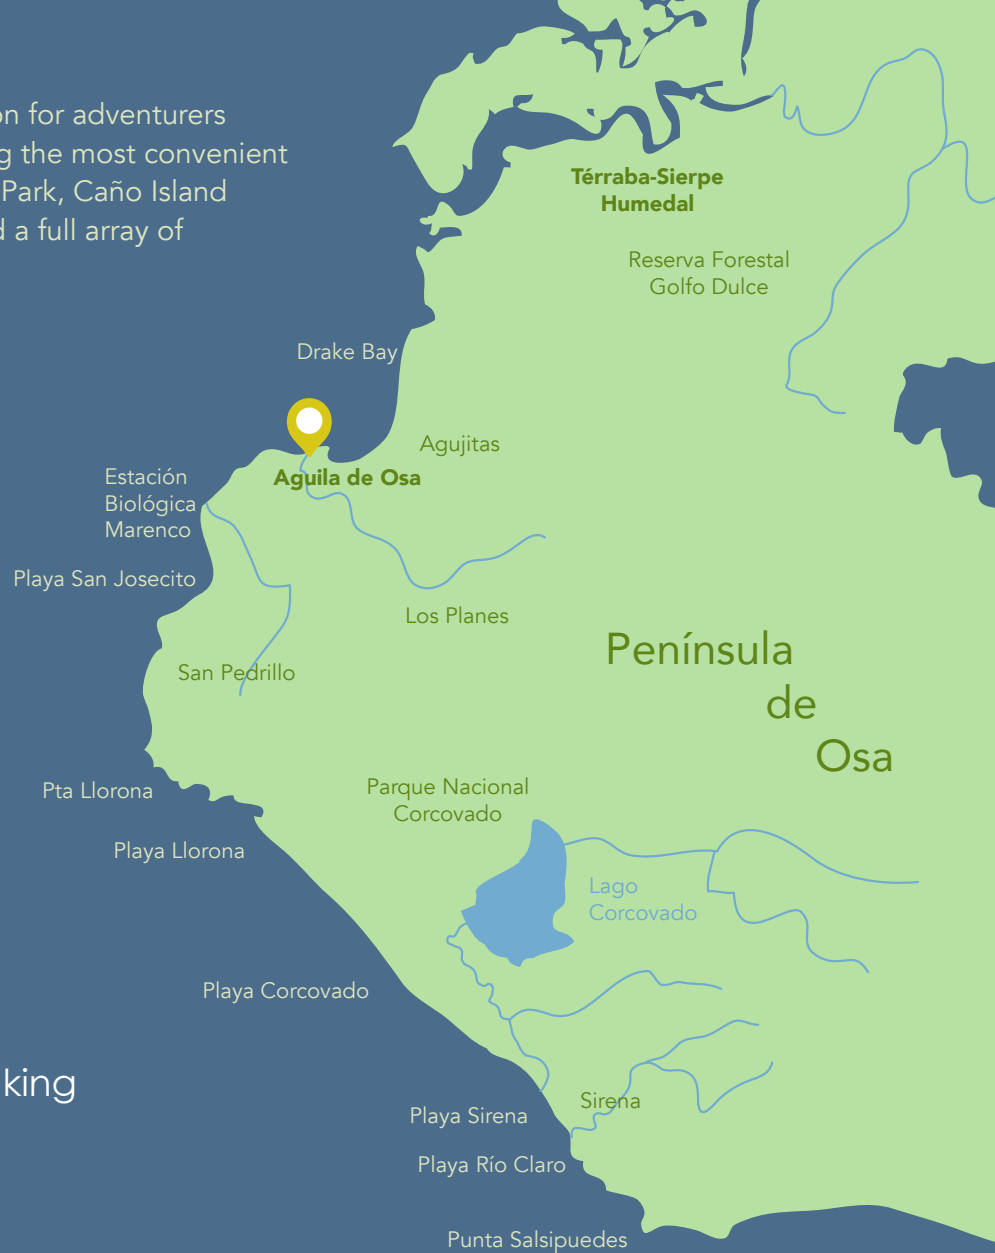 on for adventurers
g the most convenient
Park, Caño Island
d a full array of
Térraba-Sierpe
Humedal
Reserva Forestal
Golfo Dulce
Drake Bay
Agujitas
Aguila de Osa
Estación
Biológica
Marenco
Playa San Josecito
Los Planes
Península
de
Osa
San Pedrillo
Pta Llorona
Parque Nacional
Corcovado
Playa Llorona
Lago
Corcovado
Playa Corcovado
king
Sirena
Playa Sirena
Playa Río Claro
Punta Salsipuedes